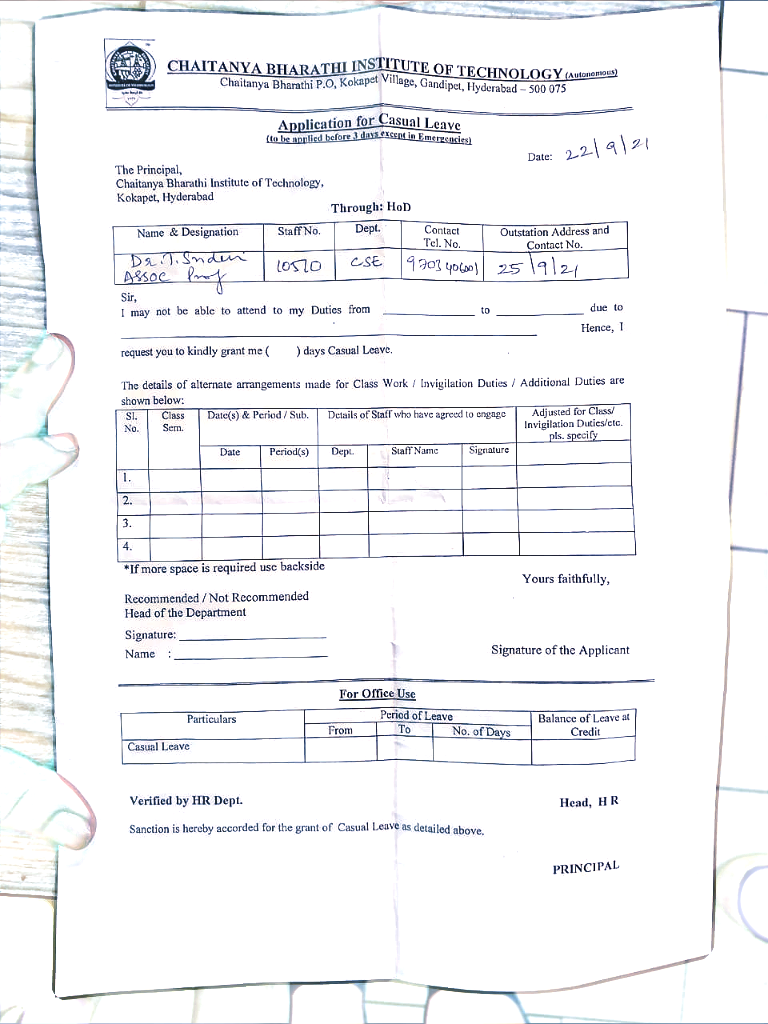 CHAITANYA BHARATHI INSTITUTE OF TECHNOLOGY (Autonomous)
Chaitanya Bharathi P.O, Kokapet Village, Gandipet, Hyderabad – 500 075
Application for Casual Leave
(to be applied before 3 days except in Emergencies)
Date: 22/9/21
The Principal,
Chaitanya Bharathi Institute of Technology,
Kokapet, Hyderabad
Through: HoD
Name & Designation Staff No. Dept. Contact Tel. No. Outstation Address and Contact No.
Dr. T. Assoc Prof 10510 CSE 25/9/21
Sir,
I may not be able to attend to my Duties from ____ to ____ due to
____ Hence, I
request you to kindly grant me ( ) days Casual Leave.
The details of alternate arrangements made for Class Work / Invigilation Duties / Additional Duties are
shown below:
Sl. No. Class Sem. Date(s) & Period / Sub. Details of Staff who have agreed to engage Adjusted for Class/ Invigilation Duties/etc. pls. specify
Date Period(s) Dept. Staff Name Signature
1.
2.
3.
4.
*If more space is required use backside
Yours faithfully,
Recommended / Not Recommended
Head of the Department
Signature: ____
Name : ____
Signature of the Applicant
For Office Use
Particulars Period of Leave Balance of Leave at Credit
From To No. of Days
Casual Leave
Verified by HR Dept. Head, H R
Sanction is hereby accorded for the grant of Casual Leave as detailed above.
PRINCIPAL